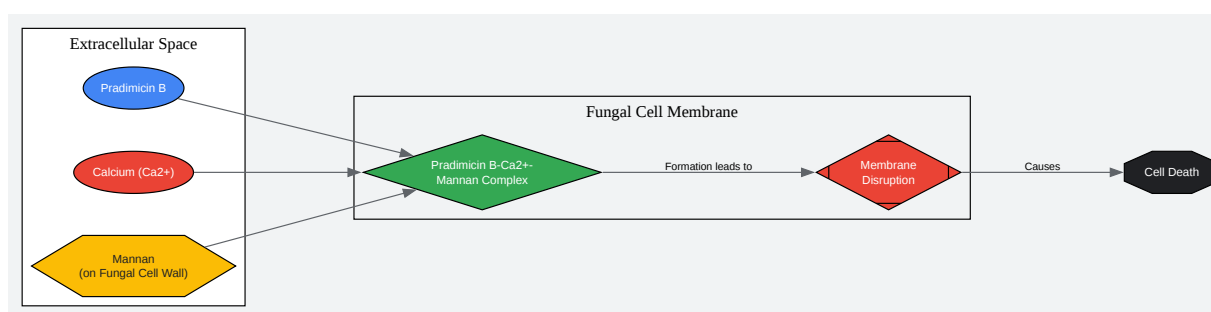 Extracellular Space
Pradimicin B
Calcium (Ca2+)
Mannan
(on Fungal Cell Wall)
Fungal Cell Membrane
Pradimicin B-Ca2+-
Mannan Complex
Formation leads to
Membrane
Disruption
Causes
Cell Death